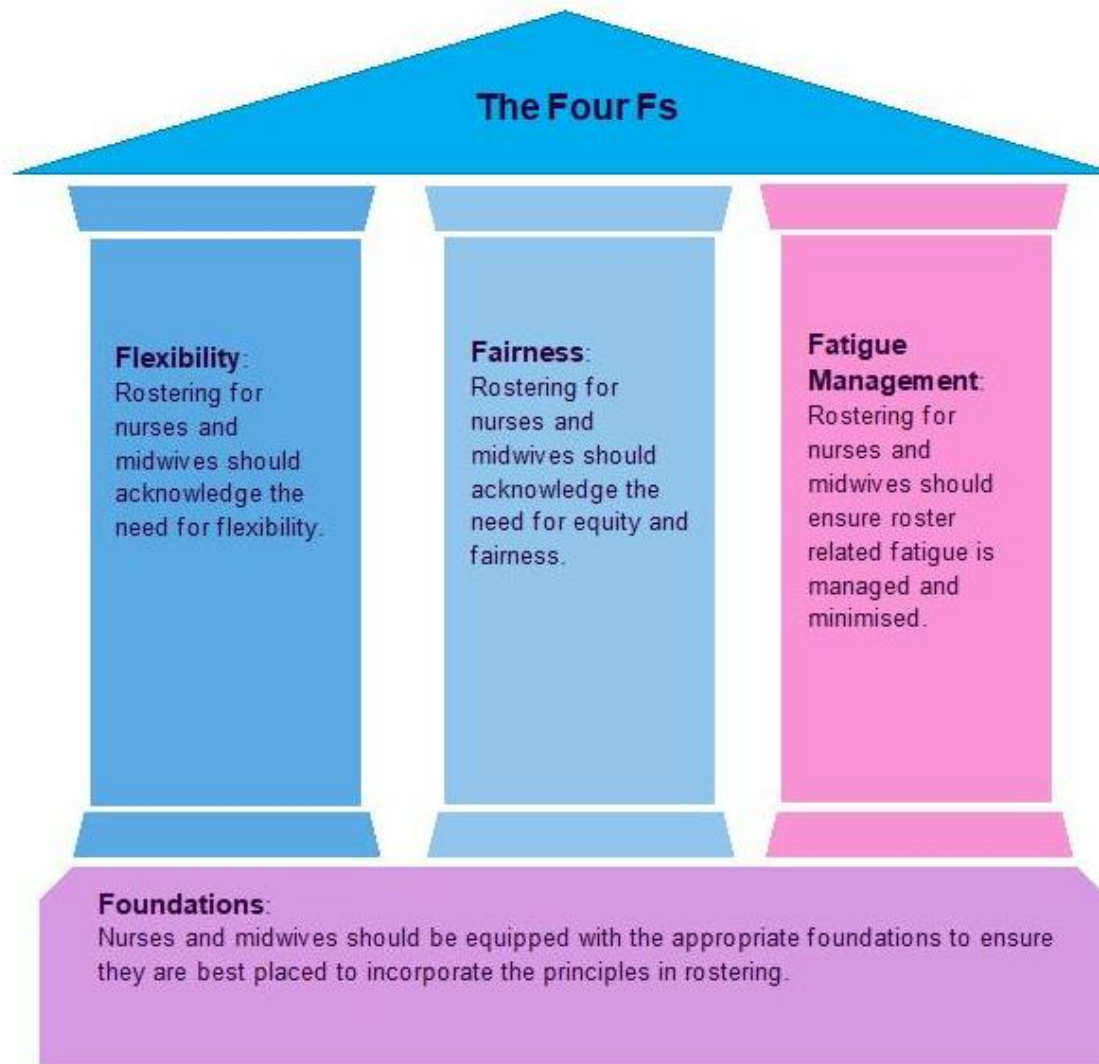 The Four Fs
Flexibility:
Rostering for
nurses and
midwives should
acknowledge the
need for flexibility.
Fairness:
Rostering for
nurses and
midwives should
acknowledge the
need for equity and
fairness.
Fatigue
Management:
Rostering for
nurses and
midwives should
ensure roster
related fatigue is
managed and
minimised.
Foundations:
Nurses and midwives should be equipped with the appropriate foundations to ensure
they are best placed to incorporate the principles in rostering.